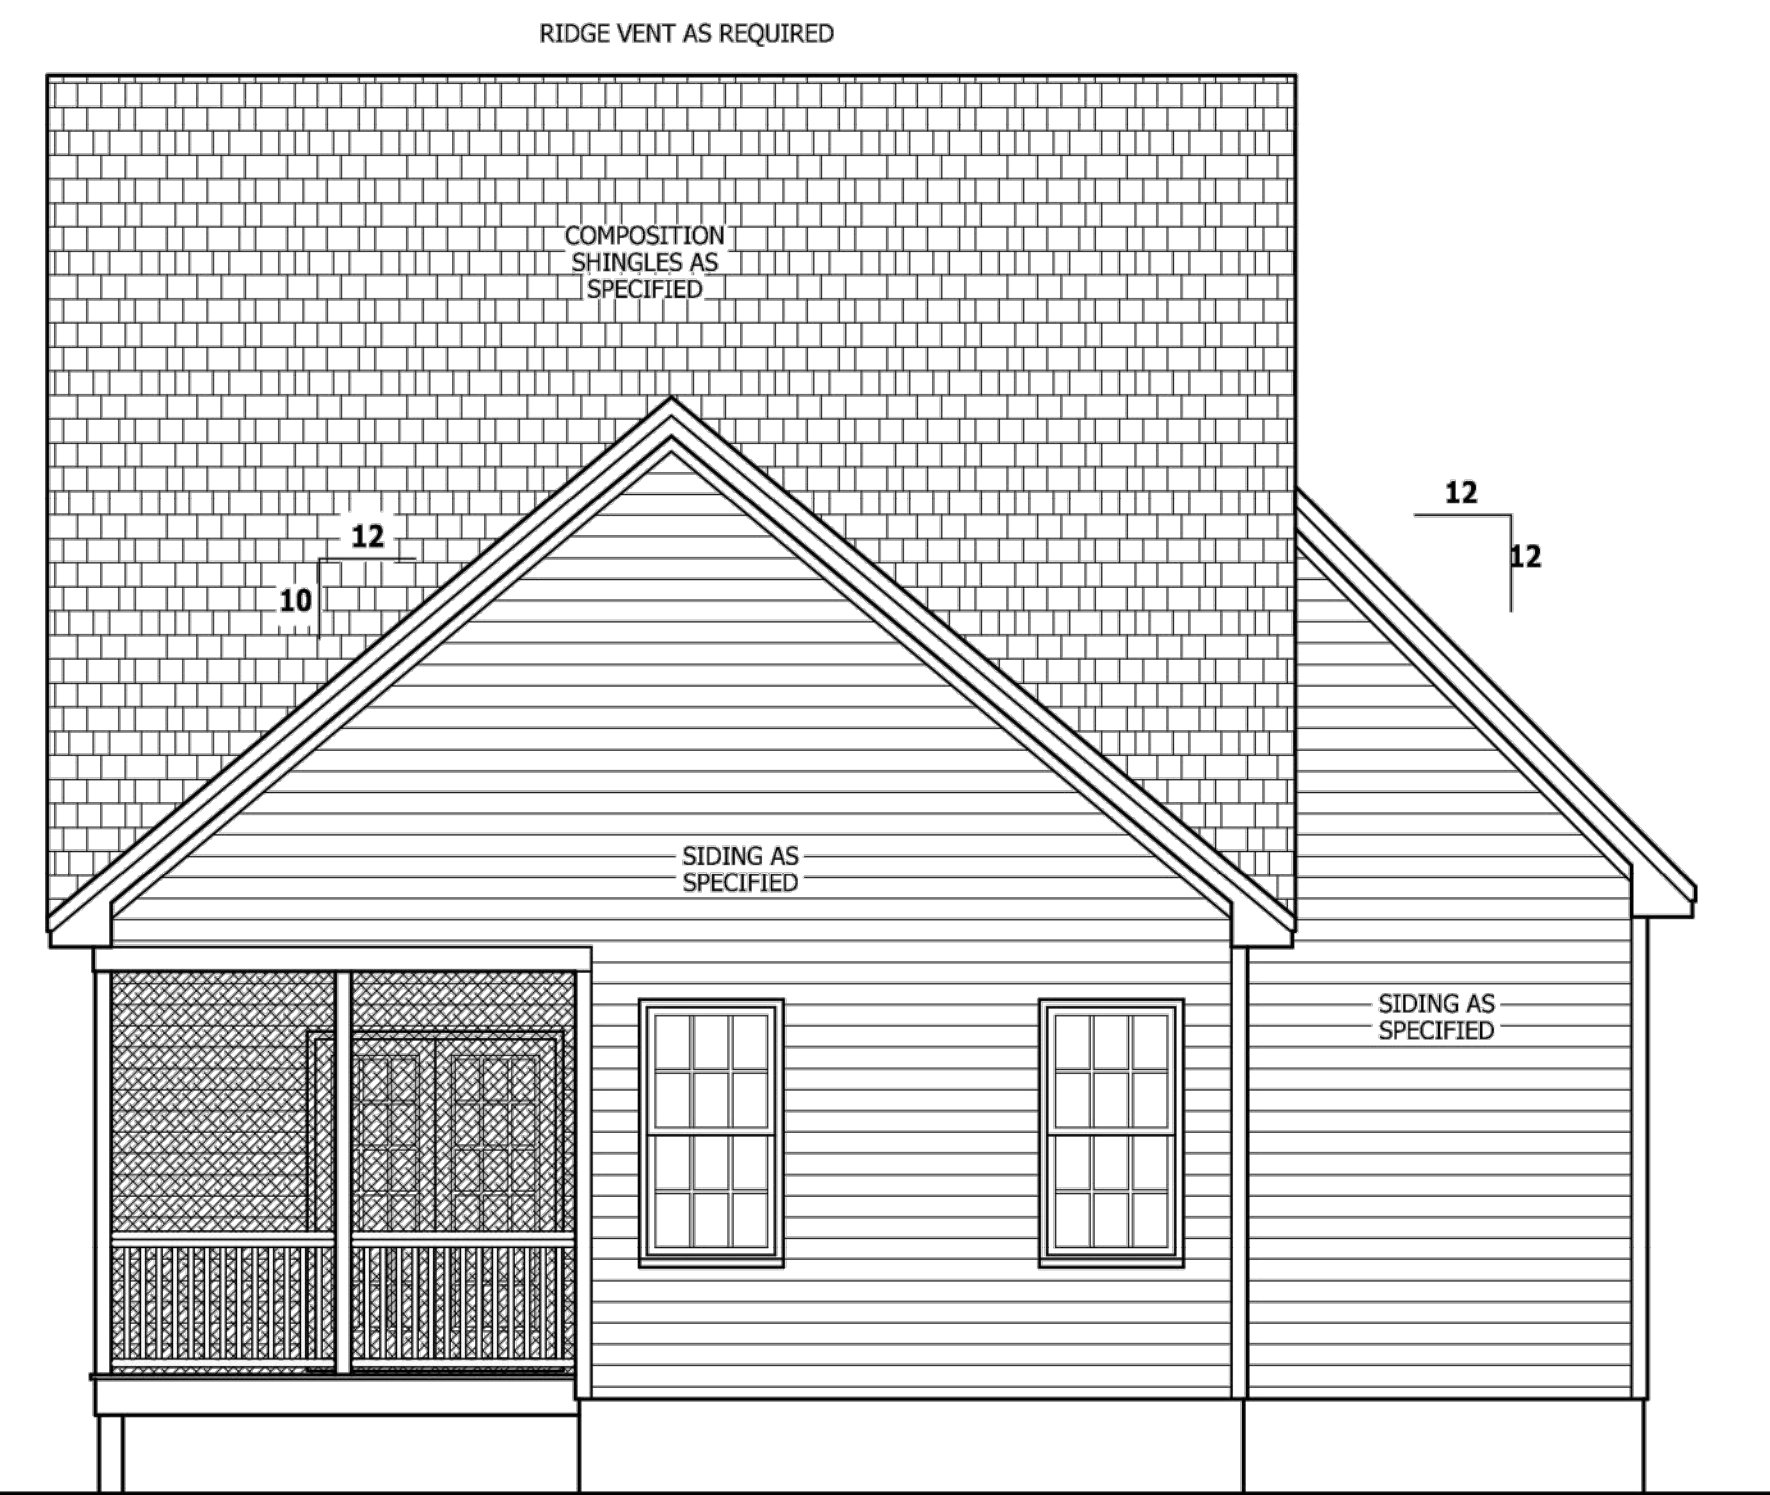 RIDGE VENT AS REQUIRED
COMPOSITION
SHINGLES AS
SPECIFIED
12
10
12
12
SIDING AS
SPECIFIED
SIDING AS
SPECIFIED